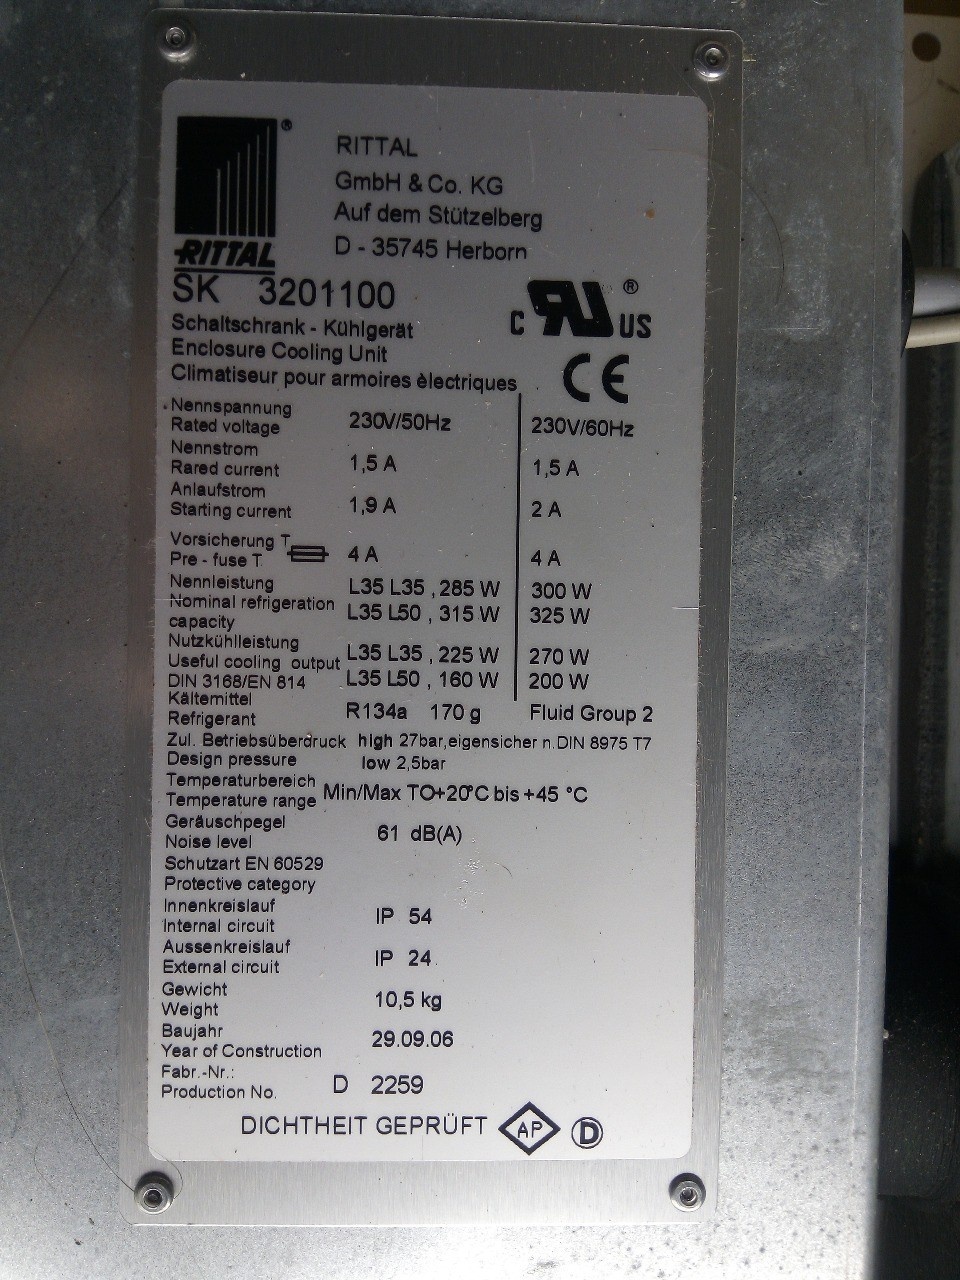 ®
RITTAL
RITTAL
GmbH & Co. KG
Auf dem Stützelberg
D - 35745 Herborn
SK 3201100
C RU US ®
Schaltschrank - Kühlgerät
Enclosure Cooling Unit
Climatiseur pour armoires èlectriques
CE
Nennspannung
Rated voltage 230V/50Hz 230V/60Hz
Nennstrom
Rared current 1,5 A 1,5 A
Anlaufstrom
Starting current 1,9 A 2 A
Vorsicherung T
Pre - fuse T 4 A 4 A
Nennleistung L35 L35 , 285 W 300 W
Nominal refrigeration L35 L50 , 315 W 325 W
capacity
Nutzkühlleistung
Useful cooling output L35 L35 , 225 W 270 W
DIN 3168/EN 814 L35 L50 , 160 W 200 W
Kältemittel
Refrigerant R134a 170 g Fluid Group 2
Zul. Betriebsüberdruck high 27bar,eigensicher n. DIN 8975 T7
Design pressure low 2,5bar
Temperaturbereich
Temperature range Min/Max TO+20°C bis +45 °C
Geräuschpegel
Noise level 61 dB(A)
Schutzart EN 60529
Protective category
Innenkreislauf
Internal circuit IP 54
Aussenkreislauf
External circuit IP 24
Gewicht
Weight 10,5 kg
Baujahr
Year of Construction 29.09.06
Fabr.-Nr.:
Production No. D 2259
DICHTHEIT GEPRÜFT AP D